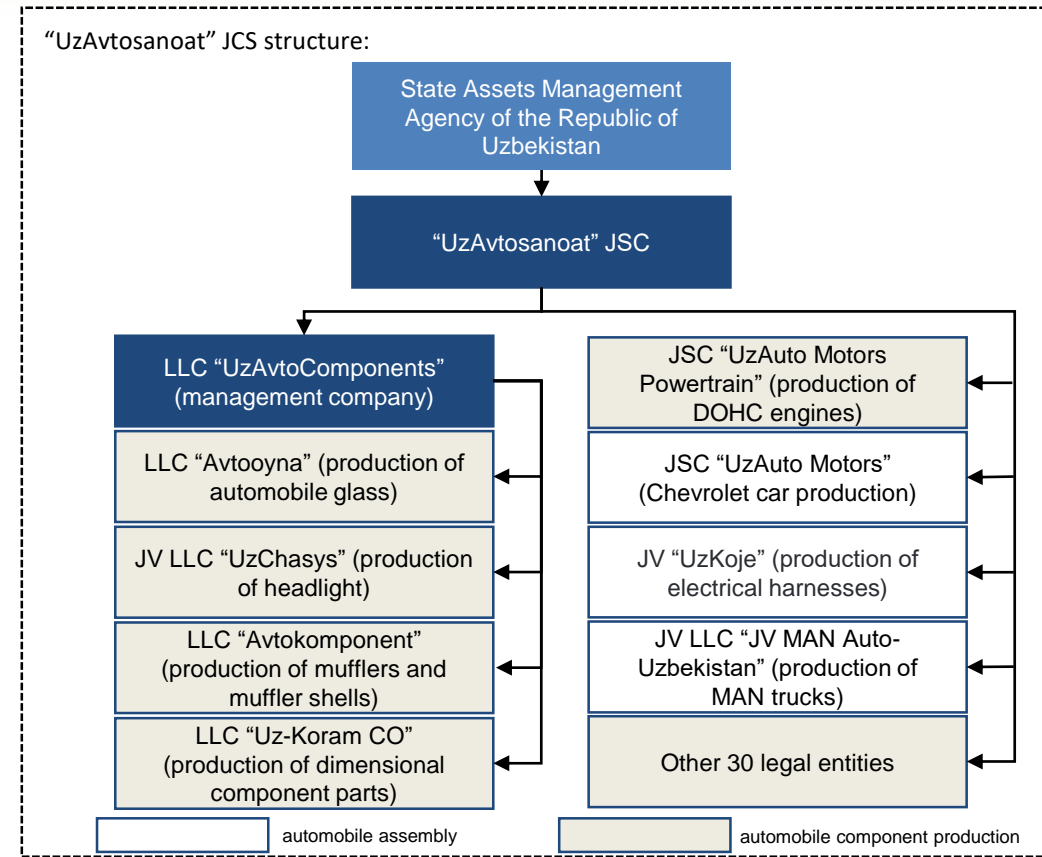 “UzAvtosanoat” JCS structure:
State Assets Management
Agency of the Republic of
Uzbekistan
“UzAvtosanoat” JSC
LLC “UzAvtoComponents”
(management company)
LLC “Avtooyna” (production of
automobile glass)
JV LLC “UzChasys” (production
of headlight)
LLC “Avtokomponent”
(production of mufflers and
muffler shells)
LLC “Uz-Koram CO”
(production of dimensional
component parts)
JSC “UzAuto Motors
Powertrain” (production of
DOHC engines)
JSC “UzAuto Motors”
(Chevrolet car production)
JV “UzKoje” (production of
electrical harnesses)
JV LLC “JV MAN Auto-
Uzbekistan” (production of
MAN trucks)
Other 30 legal entities
automobile assembly
automobile component production